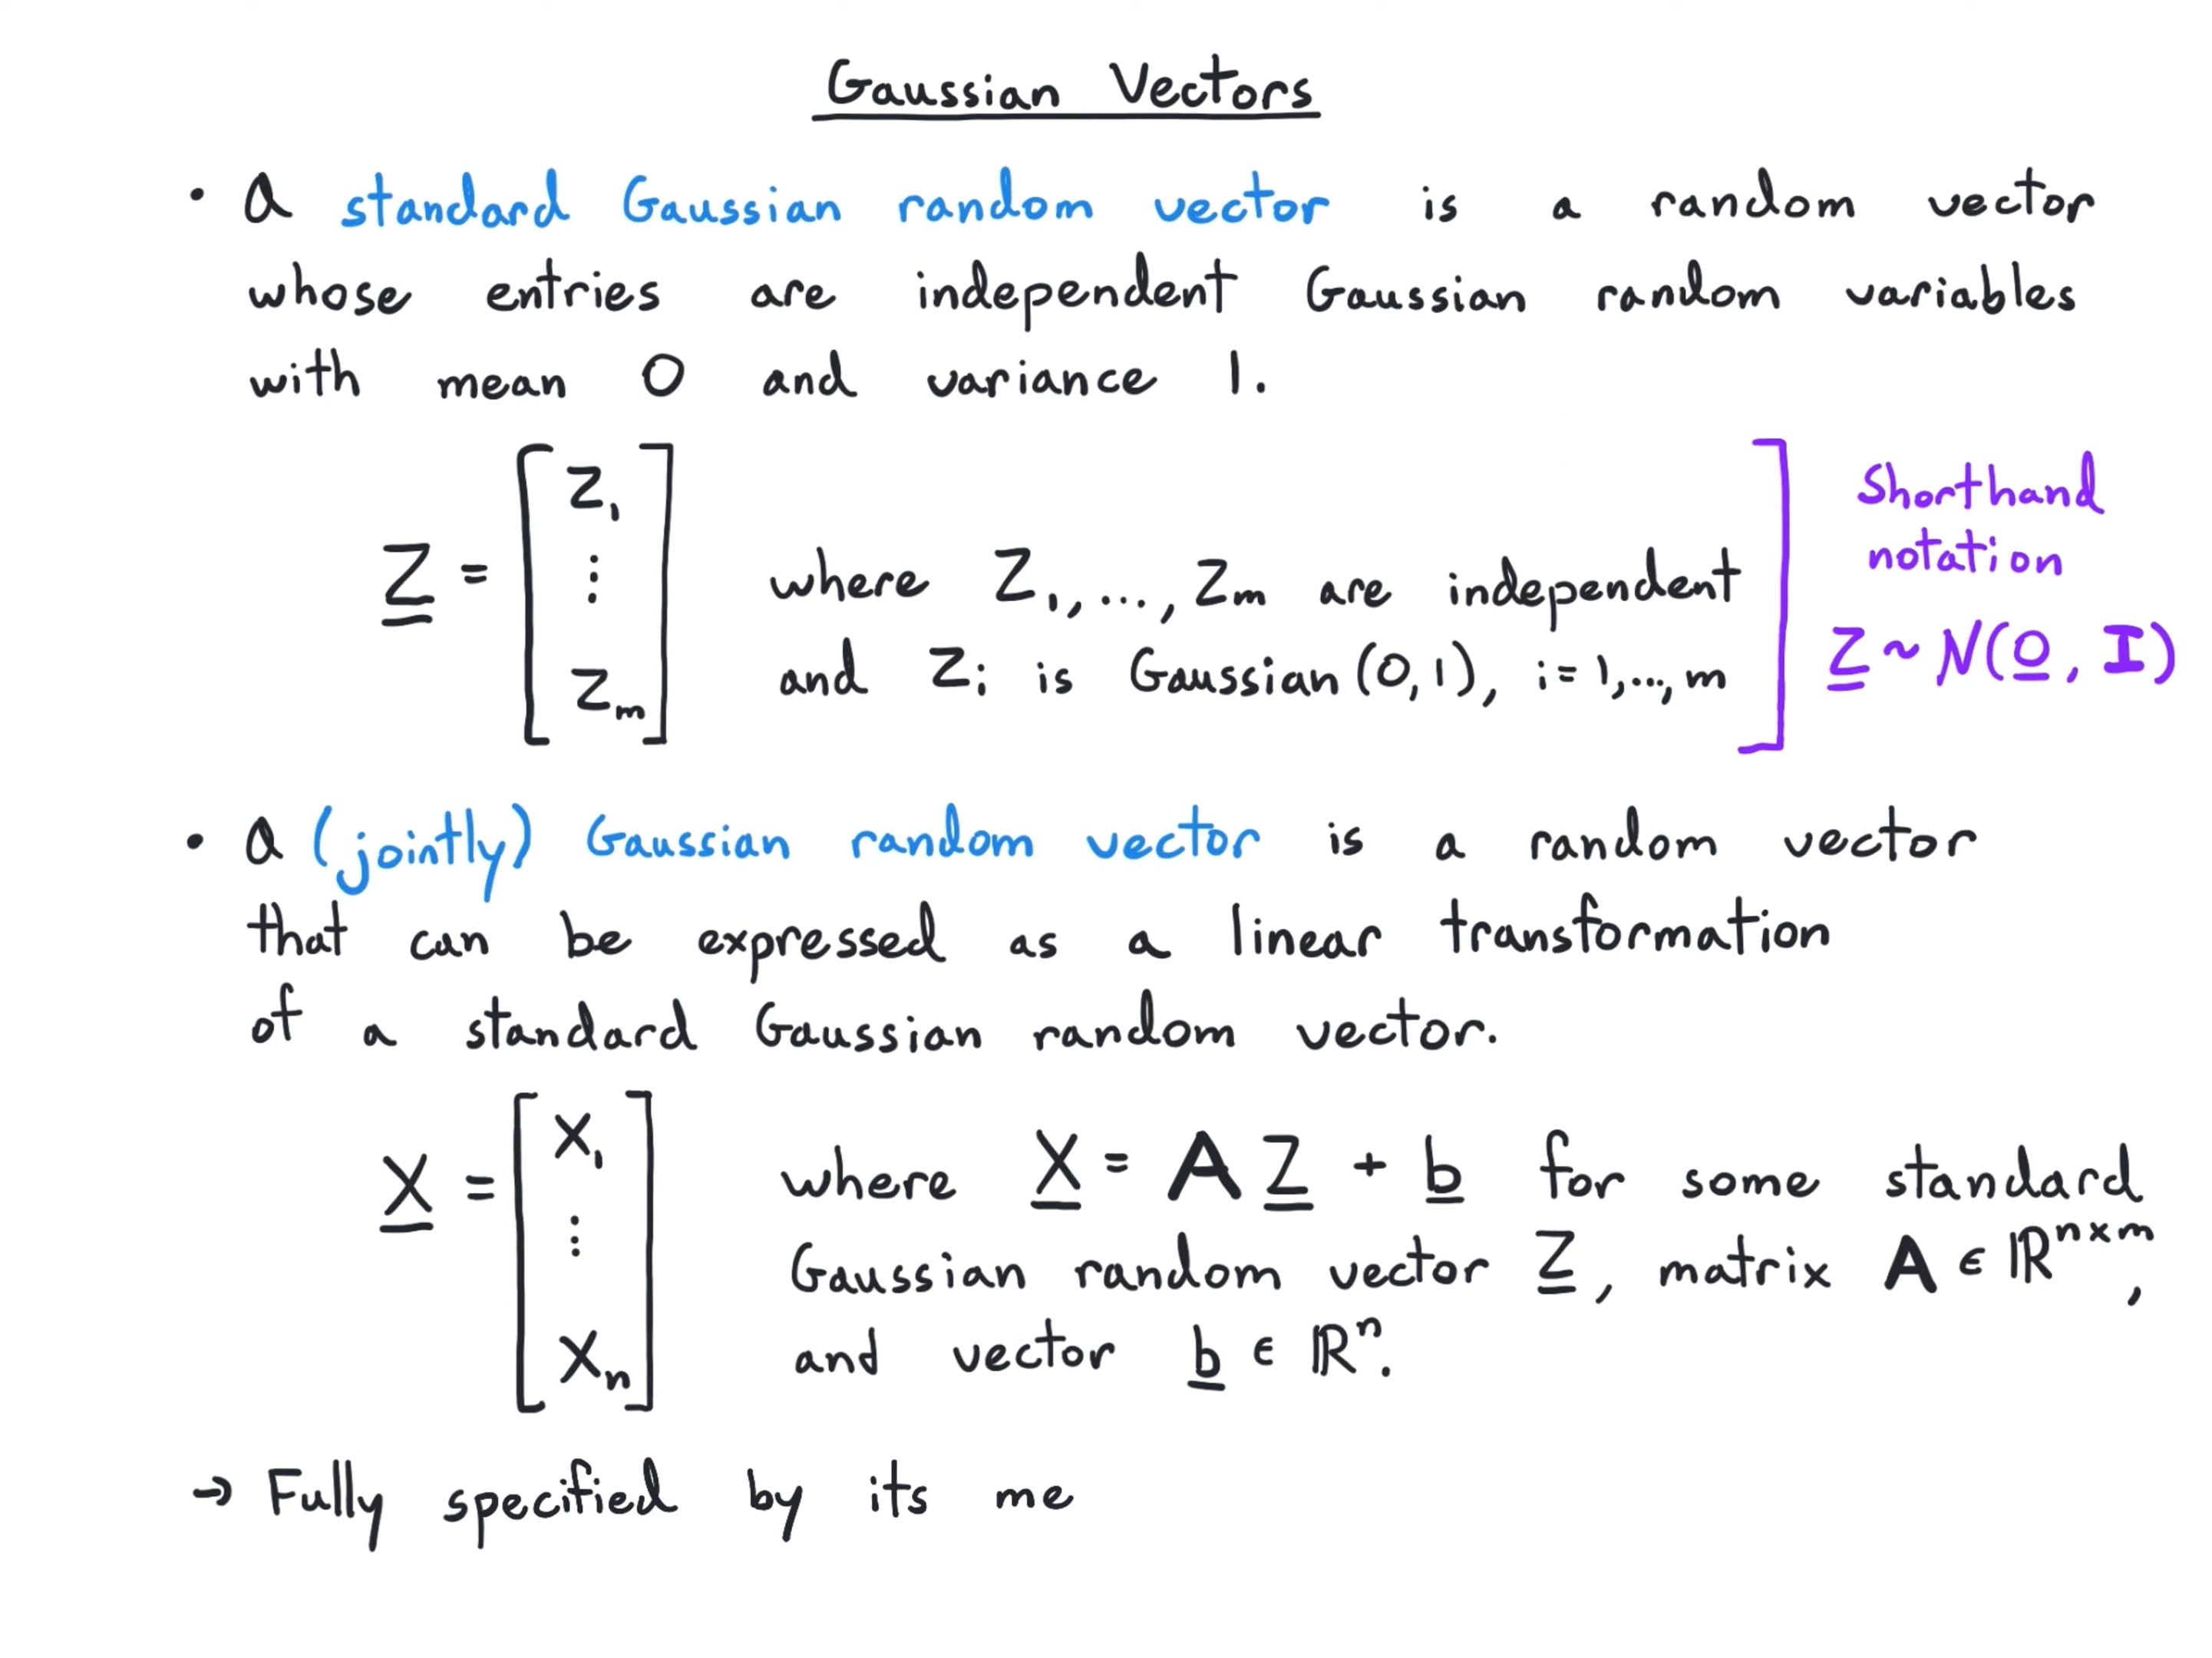 Gaussian Vectors
• A standard Gaussian random vector is a random vector
whose entries are independent Gaussian random variables
with mean 0 and variance 1.
Z = [Z₁ ⋮ Zₘ] where Z₁,...,Zₘ are independent
and Zᵢ is Gaussian(0,1), i=1,...,m
Shorthand
notation
Z ~ N(0, I)
• A (jointly) Gaussian random vector is a random vector
that can be expressed as a linear transformation
of a standard Gaussian random vector.
X = [X₁ ⋮ Xₙ] where X = A Z + b for some standard
Gaussian random vector Z, matrix A ∈ ℝⁿˣᵐ,
and vector b ∈ ℝⁿ.
→ Fully specified by its me